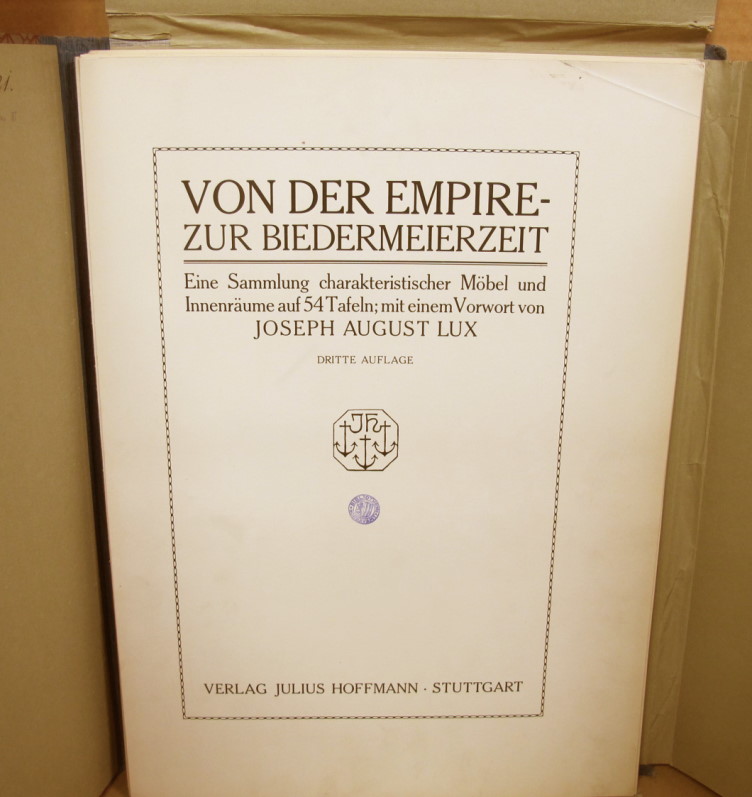 VON DER EMPIRE-
ZUR BIEDERMEIERZEIT
Eine Sammlung charakteristischer Möbel und
Innenräume auf 54 Tafeln; mit einem Vorwort von
JOSEPH AUGUST LUX
DRITTE AUFLAGE
JH
VERLAG JULIUS HOFFMANN · STUTTGART